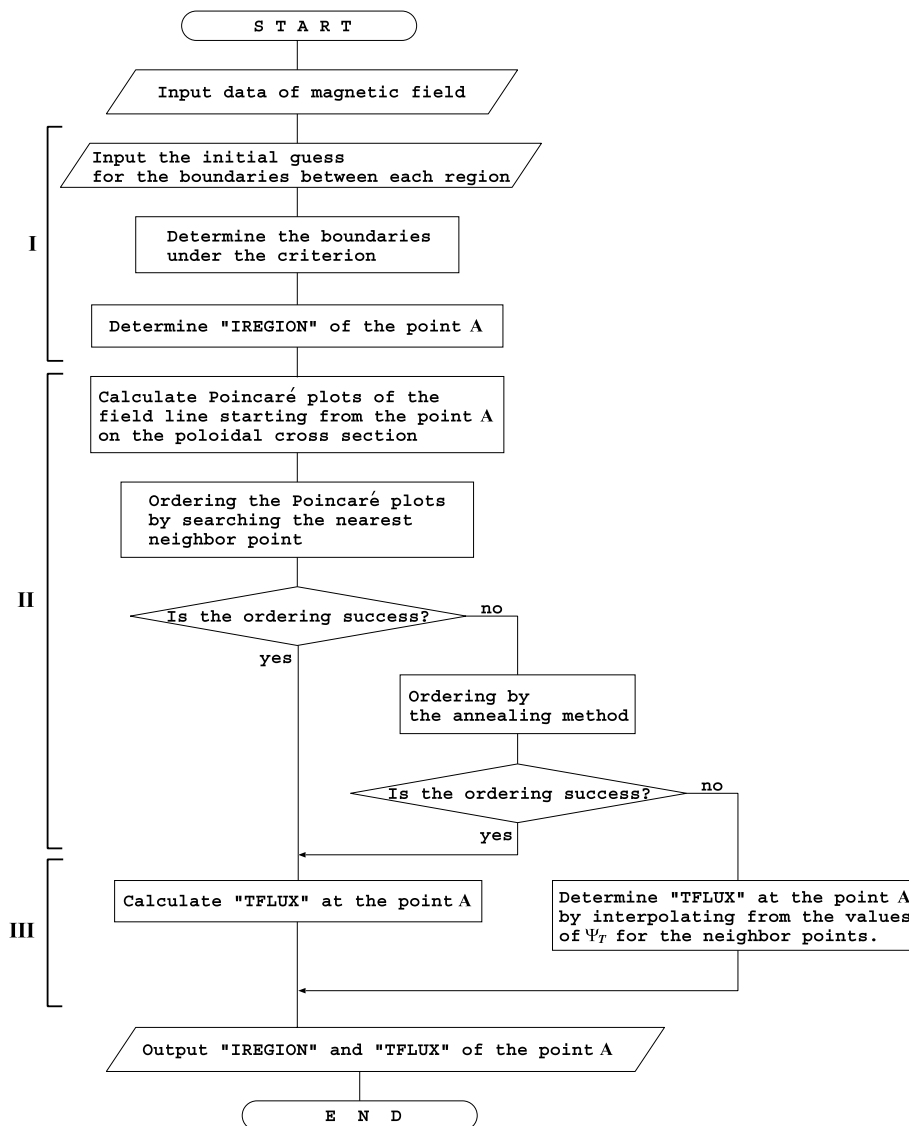 S T A R T
Input data of magnetic field
I
Input the initial guess
for the boundaries between each region
Determine the boundaries
under the criterion
Determine "IREGION" of the point A
II
Calculate Poincaré plots of the
field line starting from the point A
on the poloidal cross section
Ordering the Poincaré plots
by searching the nearest
neighbor point
Is the ordering success?
no
yes
Ordering by
the annealing method
Is the ordering success?
no
yes
III
Calculate "TFLUX" at the point A
Determine "TFLUX" at the point A
by interpolating from the values
of Ψ_T for the neighbor points.
Output "IREGION" and "TFLUX" of the point A
E N D